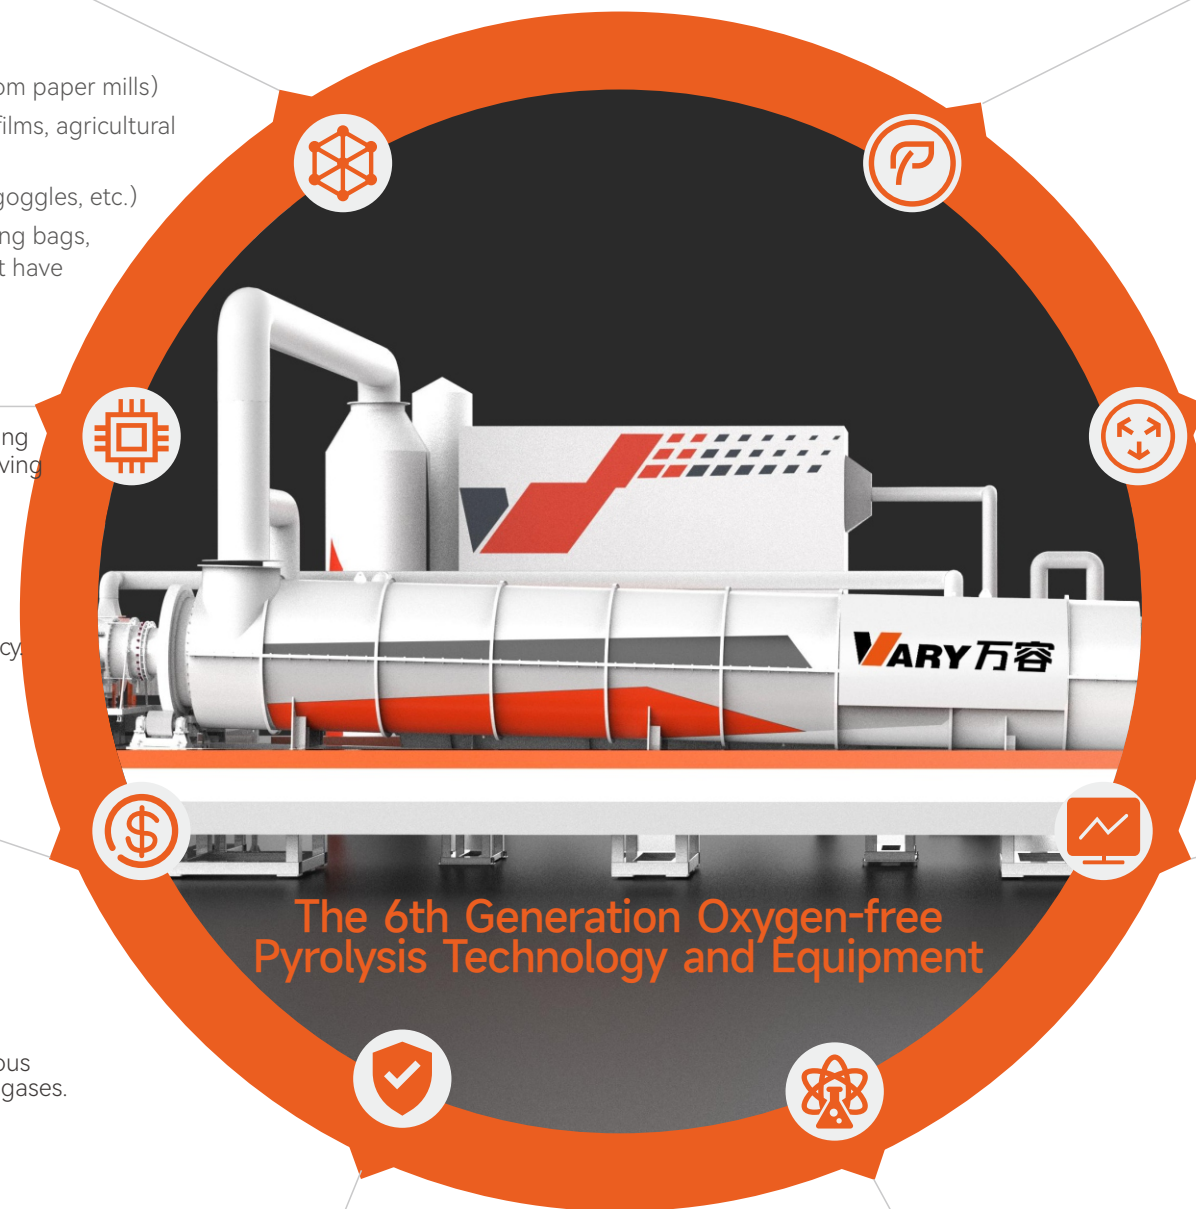 om paper mills)
films, agricultural
goggles, etc.)
ng bags,
t have
ng
ving
cy.
VARY万容
The 6th Generation Oxygen-free
Pyrolysis Technology and Equipment
ous
gases.